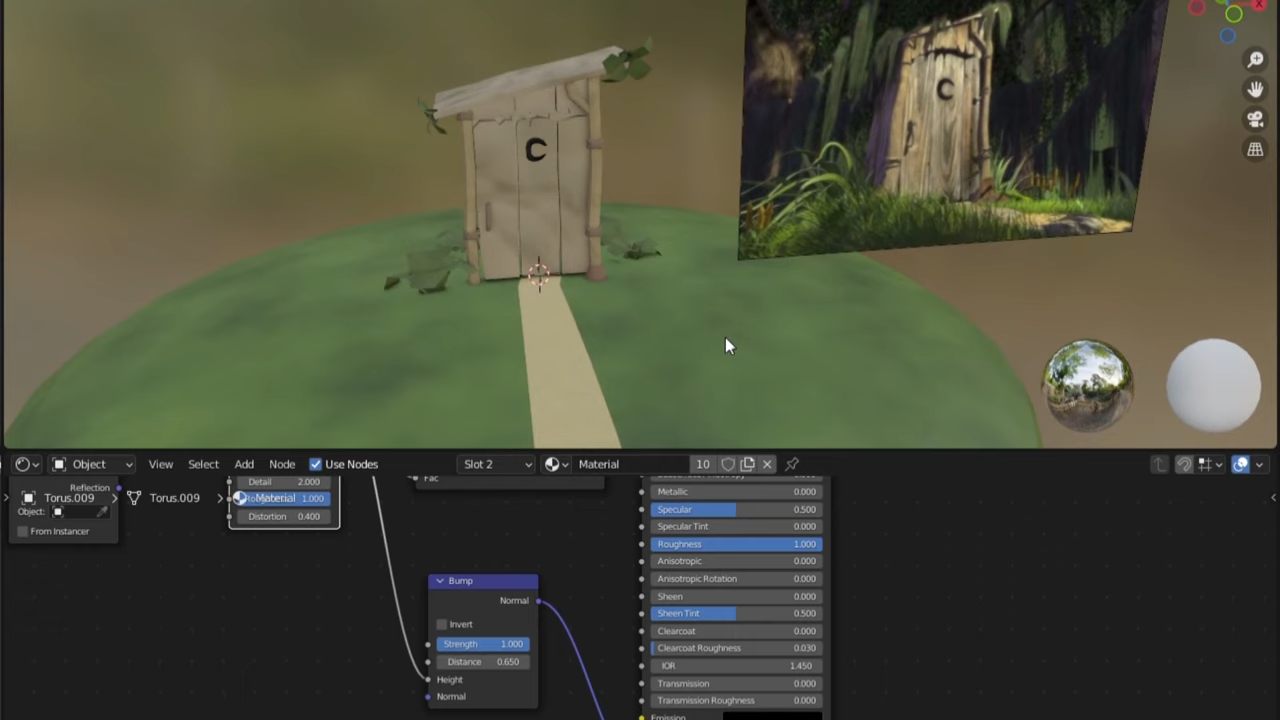 X
C
C
Object
View
Select
Add
Node
Use Nodes
Slot 2
Material
10
Reflection
Torus.009
Torus.009
Material
Object:
From Instancer
Detail 2.000
1.000
Distortion 0.400
Fac
Bump
Normal
Invert
Strength 1.000
Distance 0.650
Height
Normal
Metallic 0.000
Specular 0.500
Specular Tint 0.000
Roughness 1.000
Anisotropic 0.000
Anisotropic Rotation 0.000
Sheen 0.000
Sheen Tint 0.500
Clearcoat 0.000
Clearcoat Roughness 0.030
IOR 1.450
Transmission 0.000
Transmission Roughness 0.000
Emission